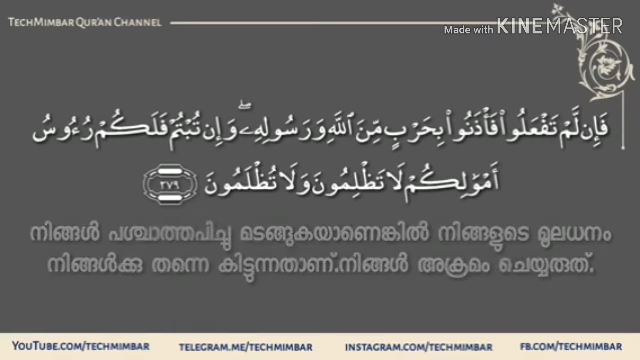 TECHMIMBAR QUR'AN CHANNEL
Made with KINEMASTER
فَإِن لَّمْ تَفْعَلُوا۟ فَأْذَنُوا۟ بِحَرْبٍ مِّنَ ٱللَّهِ وَرَسُولِهِۦ ۖ وَإِن تُبْتُمْ فَلَكُمْ رُءُوسُ
أَمْوَٰلِكُمْ لَا تَظْلِمُونَ وَلَا تُظْلَمُونَ ٢٧٩
നിങ്ങൾ പശ്ചാത്തപിച്ചു മടങ്ങുകയാണെങ്കിൽ നിങ്ങളുടെ മൂലധനം
നിങ്ങൾക്കു തന്നെ കിട്ടുന്നതാണ്.നിങ്ങൾ അക്രമം ചെയ്യരുത്.
YOUTUBE.COM/TECHMIMBAR TELEGRAM.ME/TECHMIMBAR INSTAGRAM.COM/TECHMIMBAR FB.COM/TECHMIMBAR